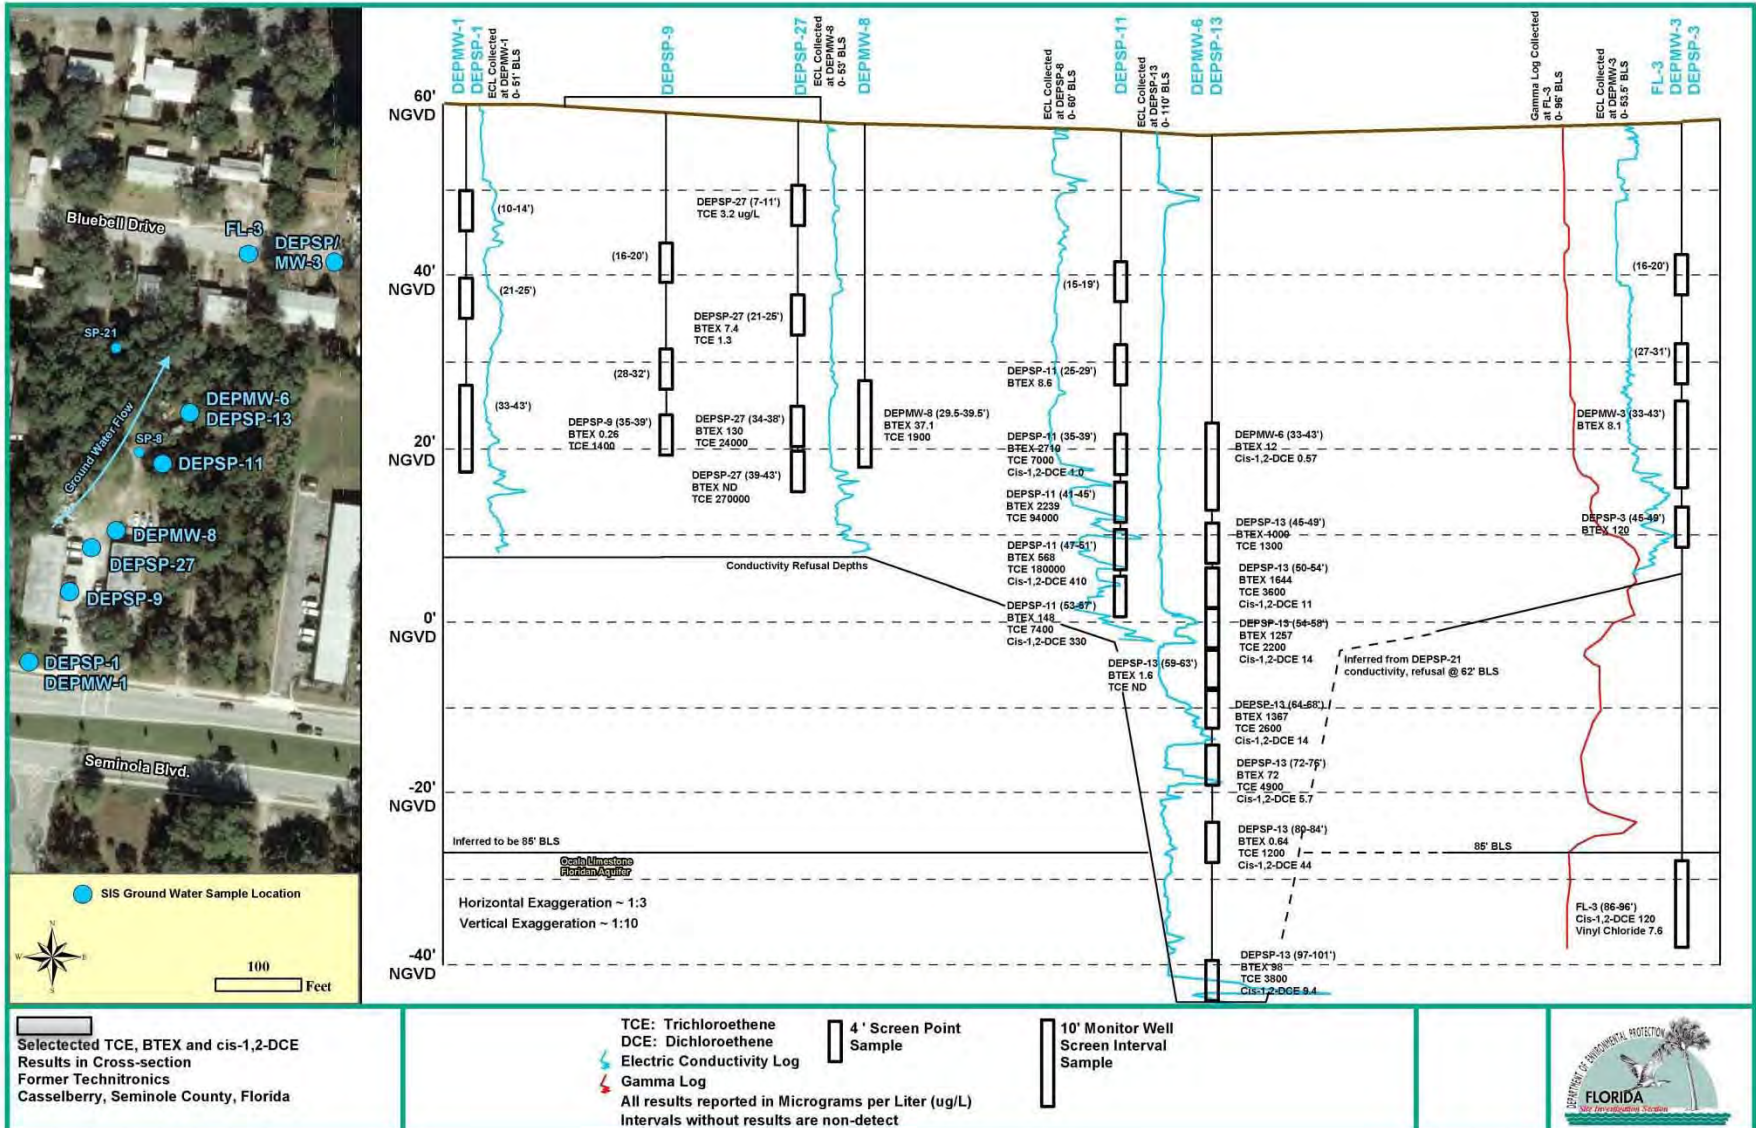 Bluebell Drive
FL-3
DEPSP/
MW-3
SP-21
Ground Water Flow
DEPMW-6
DEPSP-13
SP-8
DEPSP-11
DEPMW-8
DEPSP-27
DEPSP-9
DEPSP-1
DEPMW-1
Seminola Blvd.
SIS Ground Water Sample Location
N
W
E
S
100
Feet
DEPMW-1
DEPSP-1
ECL Collected
at DEPMW-1
0- 51' BLS
DEPSP-9
DEPSP-27
ECL Collected
at DEPMW-8
0- 53' BLS
DEPMW-8
ECL Collected
at DEPSP-8
0- 60' BLS
DEPSP-11
ECL Collected
at DEPSP-13
0- 110' BLS
DEPMW-6
DEPSP-13
Gamma Log Collected
at FL-3
0- 96' BLS
ECL Collected
at DEPMW-3
0- 53.5' BLS
FL-3
DEPMW-3
DEPSP-3
60'
NGVD
40'
NGVD
20'
NGVD
0'
NGVD
-20'
NGVD
-40'
NGVD
(10-14')
(21-25')
(33-43')
(16-20')
(28-32')
DEPSP-9 (35-39')
BTEX 0.26
TCE 1400
DEPSP-27 (7-11')
TCE 3.2 ug/L
DEPSP-27 (21-25')
BTEX 7.4
TCE 1.3
DEPSP-27 (34-38')
BTEX 130
TCE 24000
DEPSP-27 (39-43')
BTEX ND
TCE 270000
DEPMW-8 (29.5-39.5')
BTEX 37.1
TCE 1900
Conductivity Refusal Depths
(15-19')
DEPSP-11 (25-29')
BTEX 8.6
DEPSP-11 (35-39')
BTEX 2710
TCE 7000
Cis-1,2-DCE 1.0
DEPSP-11 (41-45')
BTEX 2239
TCE 94000
DEPSP-11 (47-51')
BTEX 568
TCE 180000
Cis-1,2-DCE 410
DEPSP-11 (53-57')
BTEX 148
TCE 7400
Cis-1,2-DCE 330
DEPSP-13 (59-63')
BTEX 1.6
TCE ND
DEPMW-6 (33-43')
BTEX 12
Cis-1,2-DCE 0.57
DEPSP-13 (45-49')
BTEX 1000
TCE 1300
DEPSP-13 (50-54')
BTEX 1644
TCE 3600
Cis-1,2-DCE 11
DEPSP-13 (54-58')
BTEX 1257
TCE 2200
Cis-1,2-DCE 14
DEPSP-13 (64-68')
BTEX 1367
TCE 2600
Cis-1,2-DCE 14
DEPSP-13 (72-76')
BTEX 72
TCE 4900
Cis-1,2-DCE 5.7
DEPSP-13 (80-84')
BTEX 0.64
TCE 1200
Cis-1,2-DCE 44
DEPSP-13 (97-101')
BTEX 98
TCE 3800
Cis-1,2-DCE 9.4
Inferred from DEPSP-21
conductivity, refusal @ 62' BLS
(16-20')
(27-31')
DEPMW-3 (33-43')
BTEX 8.1
DEPSP-3 (45-49')
BTEX 120
85' BLS
FL-3 (86-96')
Cis-1,2-DCE 120
Vinyl Chloride 7.6
Inferred to be 85' BLS
Ocala Limestone
Floridan Aquifer
Horizontal Exaggeration ~ 1:3
Vertical Exaggeration ~ 1:10
Selectected TCE, BTEX and cis-1,2-DCE
Results in Cross-section
Former Technitronics
Casselberry, Seminole County, Florida
TCE: Trichloroethene
DCE: Dichloroethene
Electric Conductivity Log
Gamma Log
All results reported in Micrograms per Liter (ug/L)
Intervals without results are non-detect
4 ' Screen Point
Sample
10' Monitor Well
Screen Interval
Sample
DEPARTMENT OF ENVIRONMENTAL PROTECTION
FLORIDA
Site Investigation Section